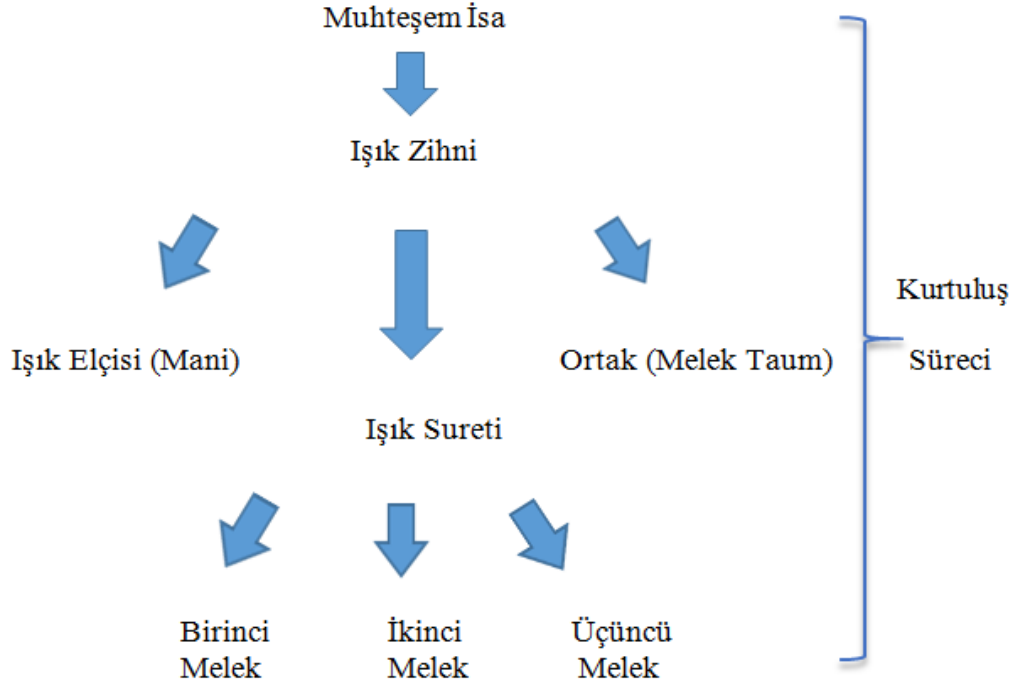 Muhteşem İsa
Işık Zihni
Kurtuluş
Işık Elçisi (Mani)
Ortak (Melek Taum)
Süreci
Işık Sureti
Birinci
Melek
İkinci
Melek
Üçüncü
Melek